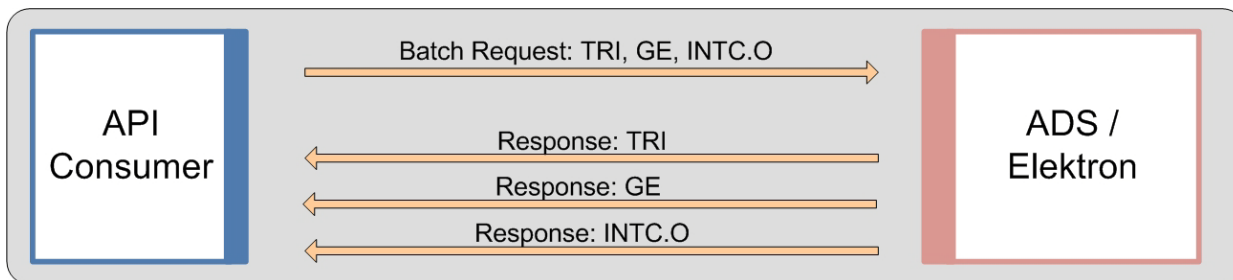 Batch Request: TRI, GE, INTC.O
API
Consumer
ADS /
Elektron
Response: TRI
Response: GE
Response: INTC.O